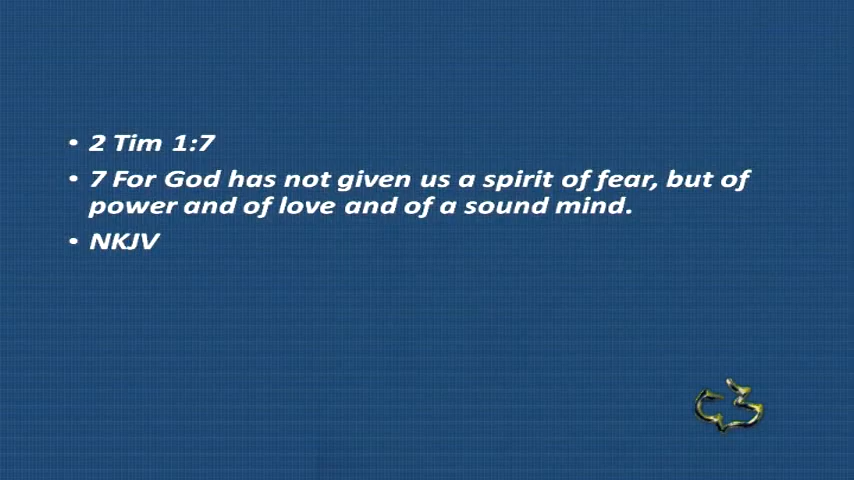 • 2 Tim 1:7
• 7 For God has not given us a spirit of fear, but of
power and of love and of a sound mind.
• NKJV